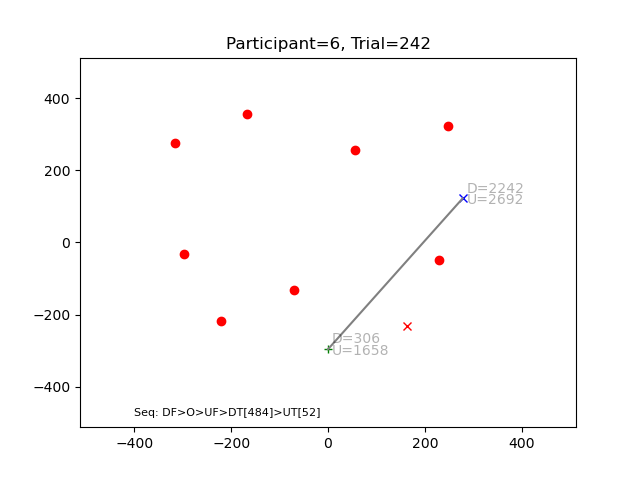 Participant=6, Trial=242
400
200
0
−200
−400
D=2242
U=2692
D=306
U=1658
Seq: DF>O>UF>DT[484]>UT[52]
−400
−200
0
200
400